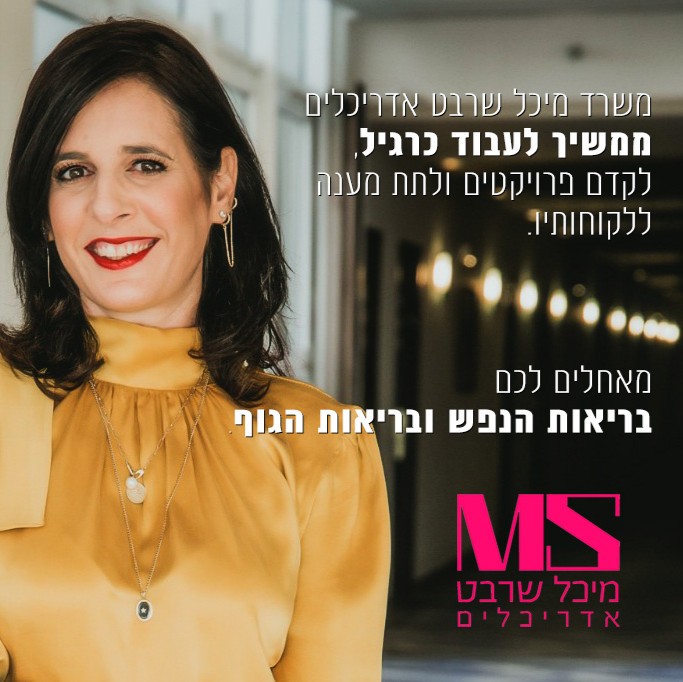 משרד מיכל שרבט אדריכלים
ממשיך לעבוד כרגיל,
לקדם פרויקטים ולתת מענה
ללקוחותיו.
מאחלים לכם
בריאות הנפש ובריאות הגוף.
MS
מיכל שרבט
אדריכלים